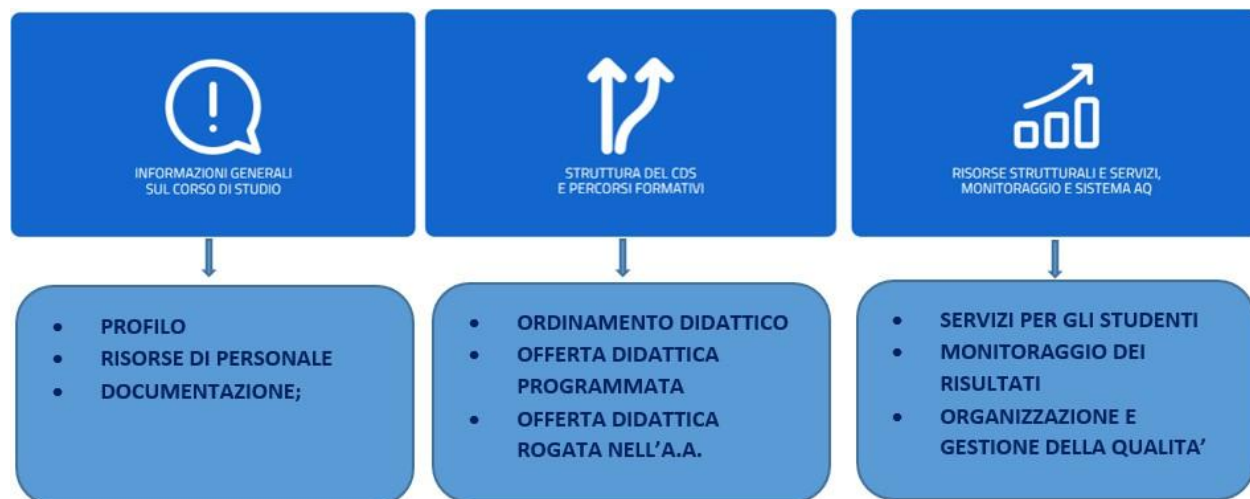 INFORMAZIONI GENERALI
SUL CORSO DI STUDIO
STRUTTURA DEL CDS
E PERCORSI FORMATIVI
RISORSE STRUTTURALI E SERVIZI,
MONITORAGGIO E SISTEMA AQ
• PROFILO
• RISORSE DI PERSONALE
• DOCUMENTAZIONE;
• ORDINAMENTO DIDATTICO
• OFFERTA DIDATTICA
PROGRAMMATA
• OFFERTA DIDATTICA
ROGATA NELL’A.A.
• SERVIZI PER GLI STUDENTI
• MONITORAGGIO DEI
RISULTATI
• ORGANIZZAZIONE E
GESTIONE DELLA QUALITA’